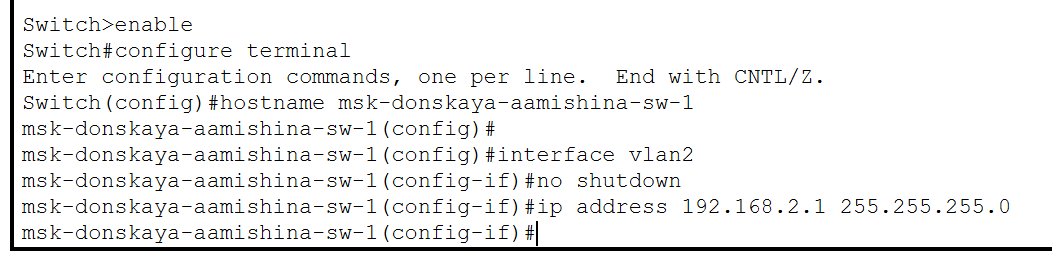 Switch>enable
Switch#configure terminal
Enter configuration commands, one per line.  End with CNTL/Z.
Switch(config)#hostname msk-donskaya-aamishina-sw-1
msk-donskaya-aamishina-sw-1(config)#
msk-donskaya-aamishina-sw-1(config)#interface vlan2
msk-donskaya-aamishina-sw-1(config-if)#no shutdown
msk-donskaya-aamishina-sw-1(config-if)#ip address 192.168.2.1 255.255.255.0
msk-donskaya-aamishina-sw-1(config-if)#